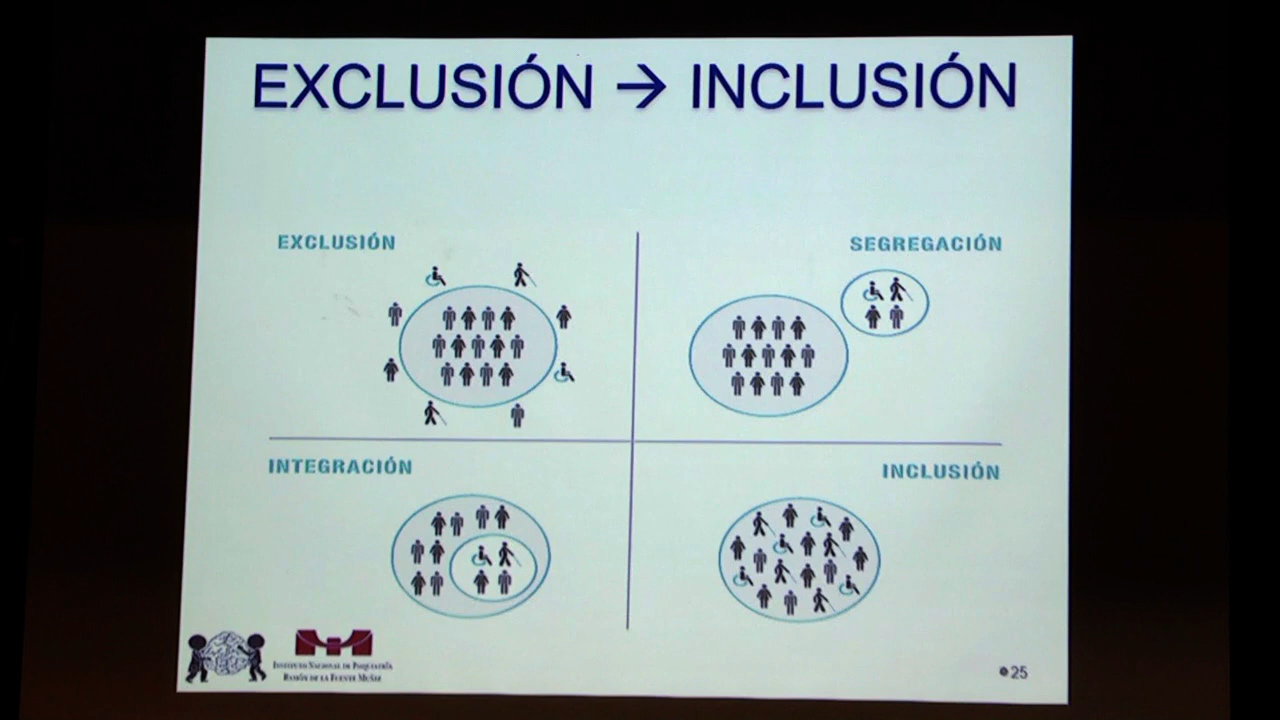 EXCLUSIÓN → INCLUSIÓN
EXCLUSIÓN
SEGREGACIÓN
INTEGRACIÓN
INCLUSIÓN
INSTITUTO NACIONAL DE PSIQUIATRÍA
RAMÓN DE LA FUENTE MUÑIZ
25